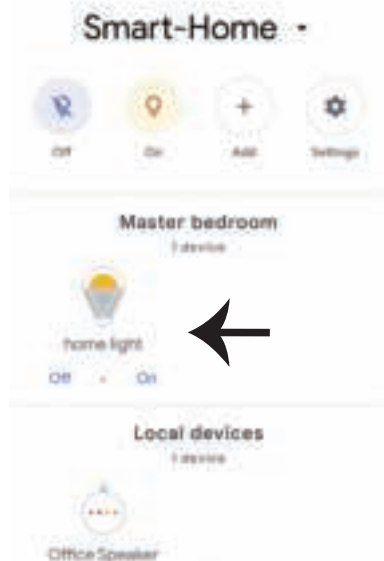 Smart-Home
Off On Add Settings
Master bedroom
1 device
home light
Off On
Local devices
1 device
Office Speaker